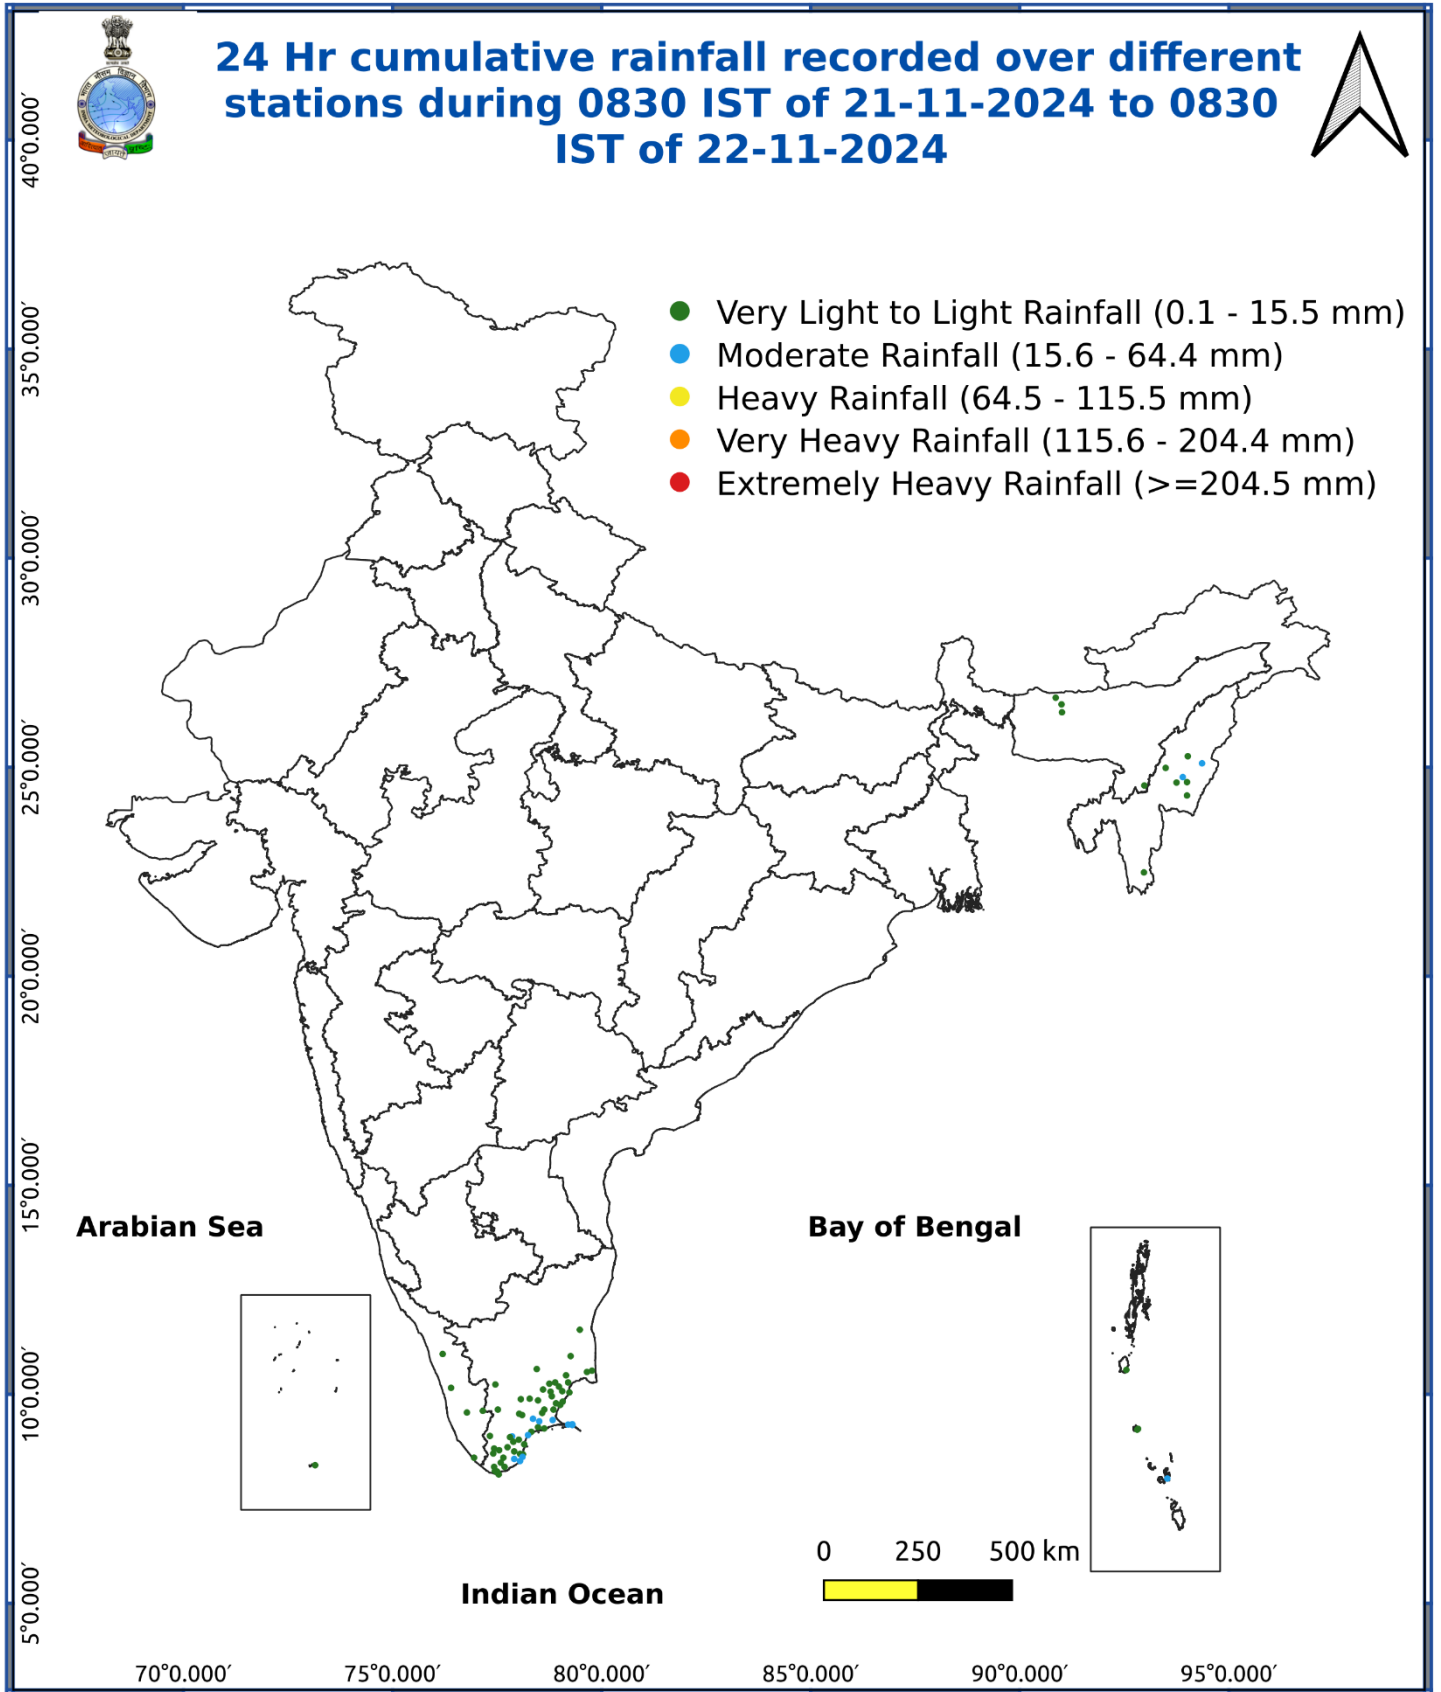 24 Hr cumulative rainfall recorded over different
stations during 0830 IST of 21-11-2024 to 0830
IST of 22-11-2024
Very Light to Light Rainfall (0.1 - 15.5 mm)
Moderate Rainfall (15.6 - 64.4 mm)
Heavy Rainfall (64.5 - 115.5 mm)
Very Heavy Rainfall (115.6 - 204.4 mm)
Extremely Heavy Rainfall (>=204.5 mm)
40°0.000′
35°0.000′
30°0.000′
25°0.000′
20°0.000′
15°0.000′
10°0.000′
5°0.000′
Arabian Sea
Bay of Bengal
Indian Ocean
0 250 500 km
70°0.000′ 75°0.000′ 80°0.000′ 85°0.000′ 90°0.000′ 95°0.000′